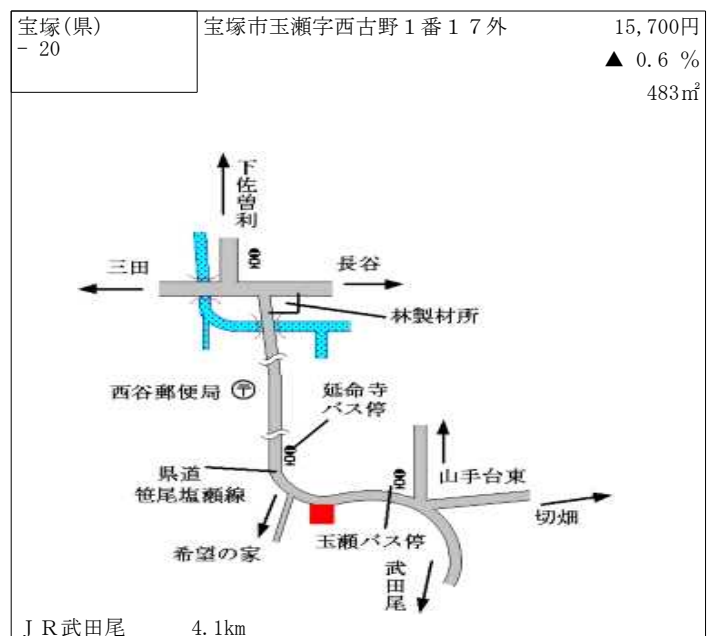 宝塚(県)
- 20
宝塚市玉瀬字西古野１番１７外
15,700円
▲ 0.6 %
483㎡
下佐曽利
三田
長谷
林製材所
西谷郵便局 〒
延命寺
バス停
県道
笹尾塩瀬線
山手台東
切畑
希望の家
玉瀬バス停
武田尾
ＪＲ武田尾 4.1km